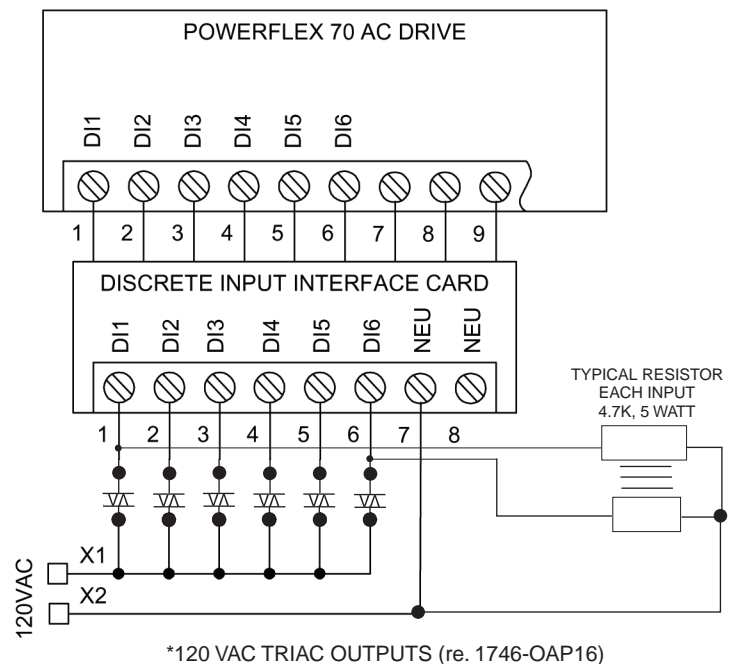 POWERFLEX 70 AC DRIVE
DI1 DI2 DI3 DI4 DI5 DI6
1 2 3 4 5 6 7 8 9
DISCRETE INPUT INTERFACE CARD
DI1 DI2 DI3 DI4 DI5 DI6 NEU NEU
TYPICAL RESISTOR
EACH INPUT
4.7K, 5 WATT
1 2 3 4 5 6 7 8
120VAC
X1
X2
*120 VAC TRIAC OUTPUTS (re. 1746-OAP16)